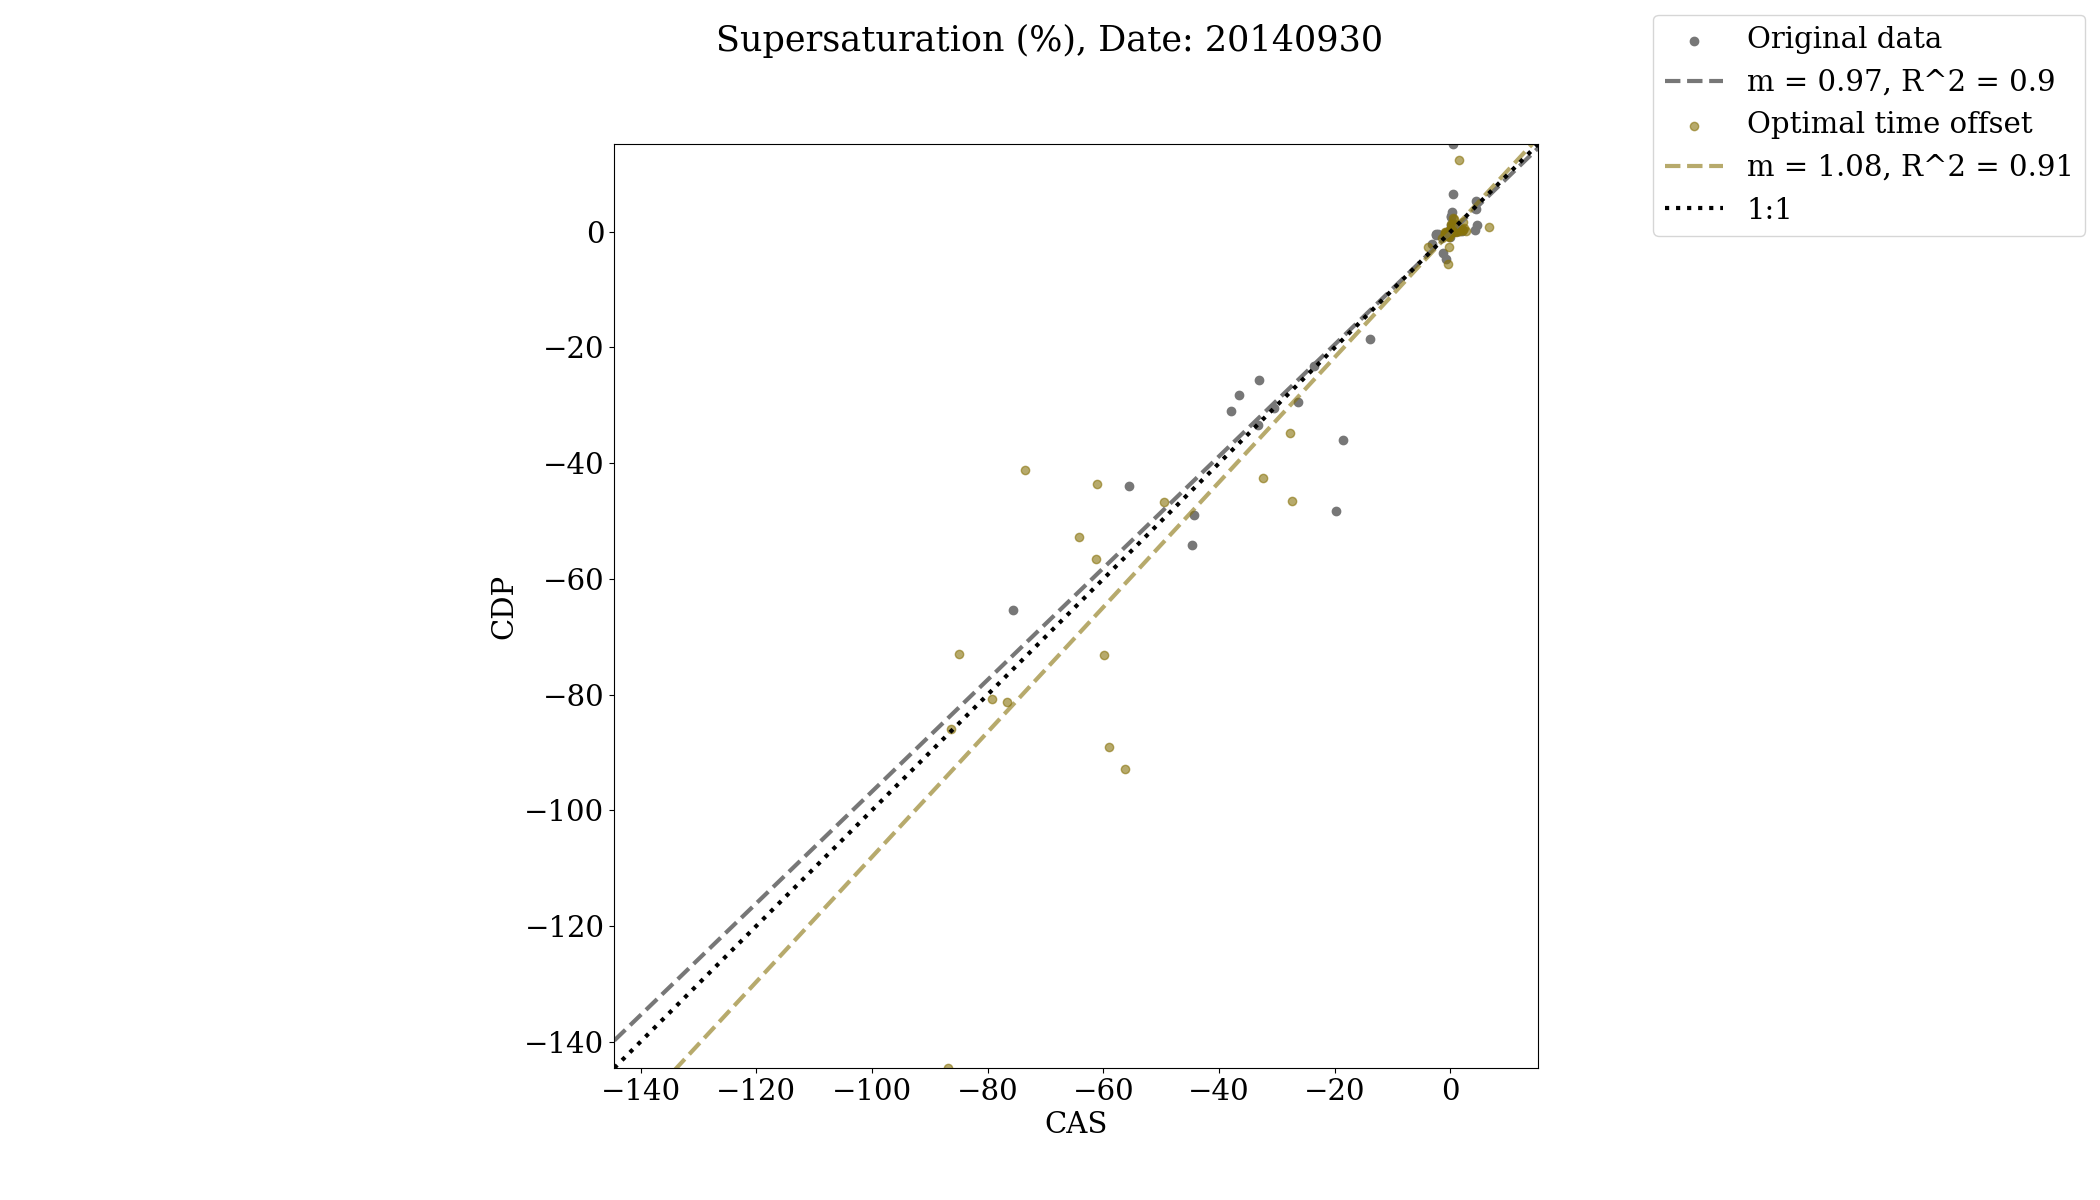 Supersaturation (%), Date: 20140930
Original data
m = 0.97, R^2 = 0.9
Optimal time offset
m = 1.08, R^2 = 0.91
1:1
0
−20
−40
−60
−80
−100
−120
−140
CDP
−140 −120 −100 −80 −60 −40 −20 0
CAS